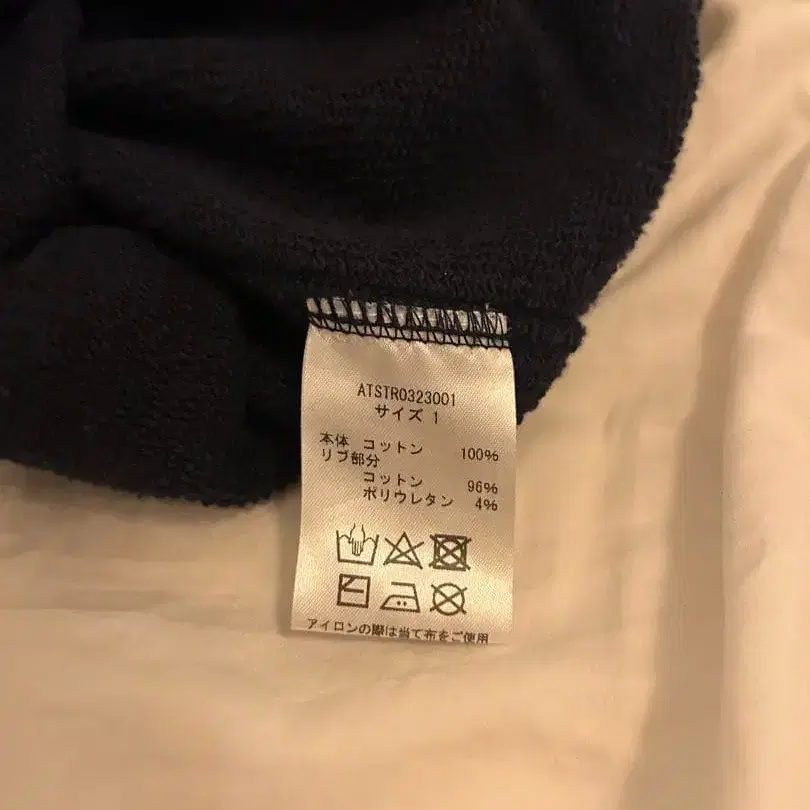 ATSTR0323001
サイズ 1
本体 コットン 100%
リブ部分
コットン 96%
ポリウレタン 4%
アイロンの際は当て布をご使用